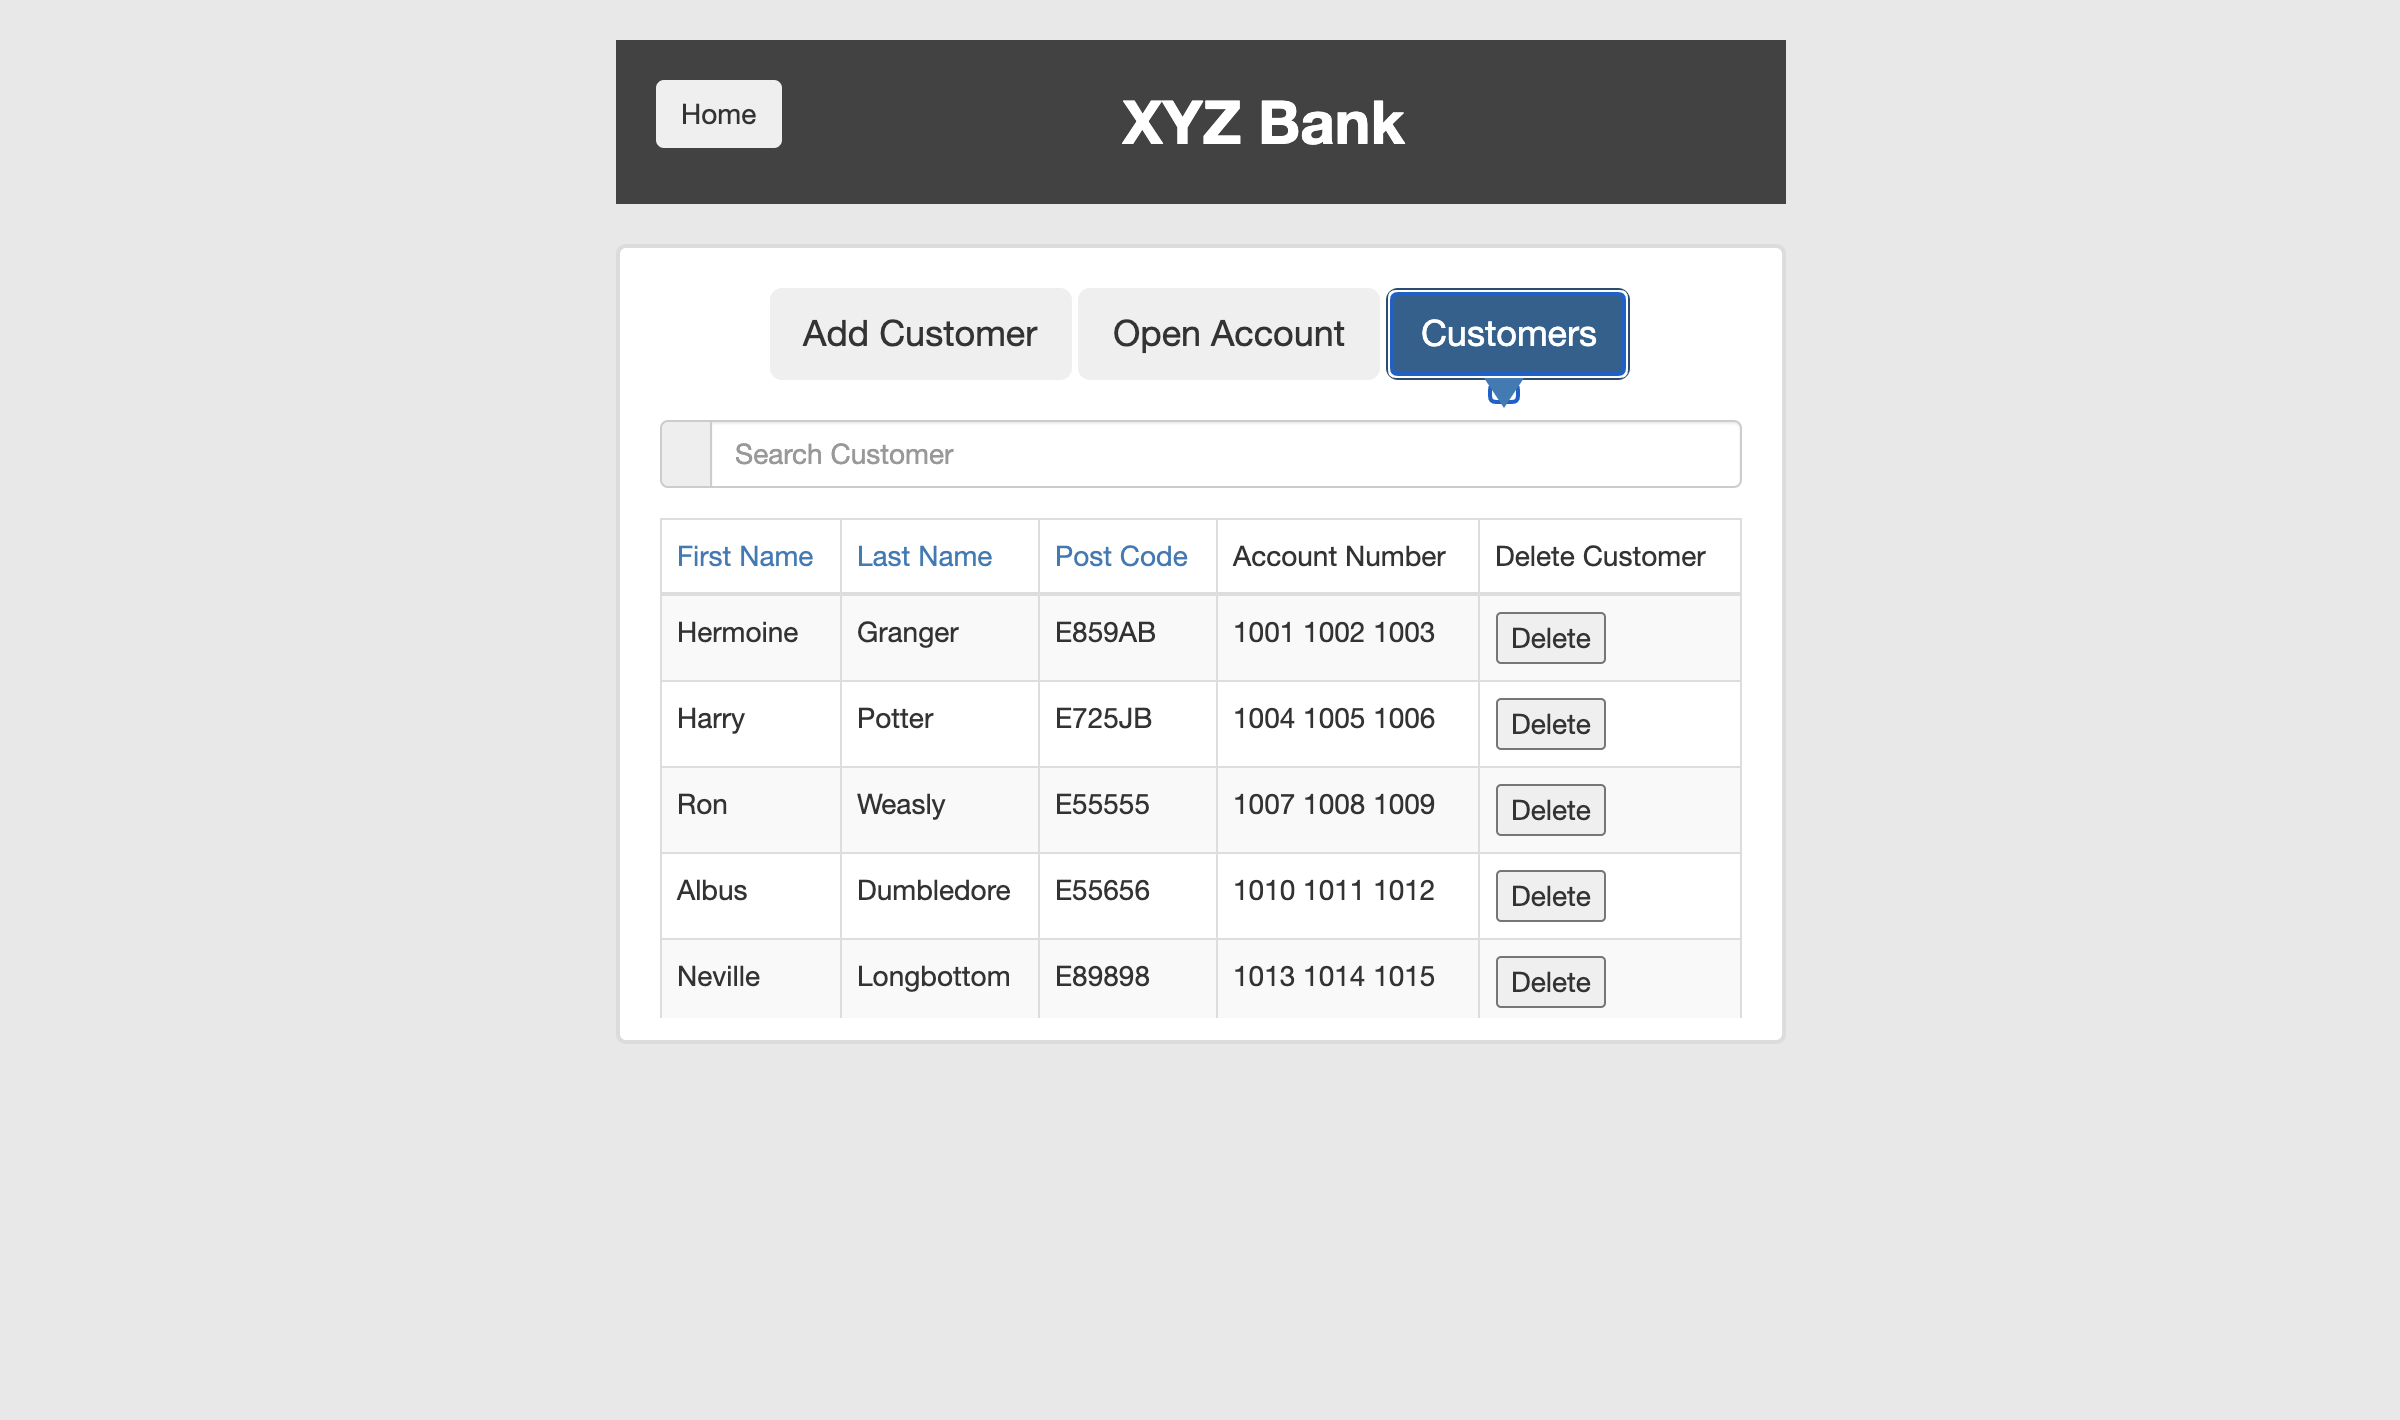 Home
XYZ Bank
Add Customer Open Account Customers
Search Customer
First Name Last Name Post Code Account Number Delete Customer
Hermoine Granger E859AB 1001 1002 1003 Delete
Harry Potter E725JB 1004 1005 1006 Delete
Ron Weasly E55555 1007 1008 1009 Delete
Albus Dumbledore E55656 1010 1011 1012 Delete
Neville Longbottom E89898 1013 1014 1015 Delete